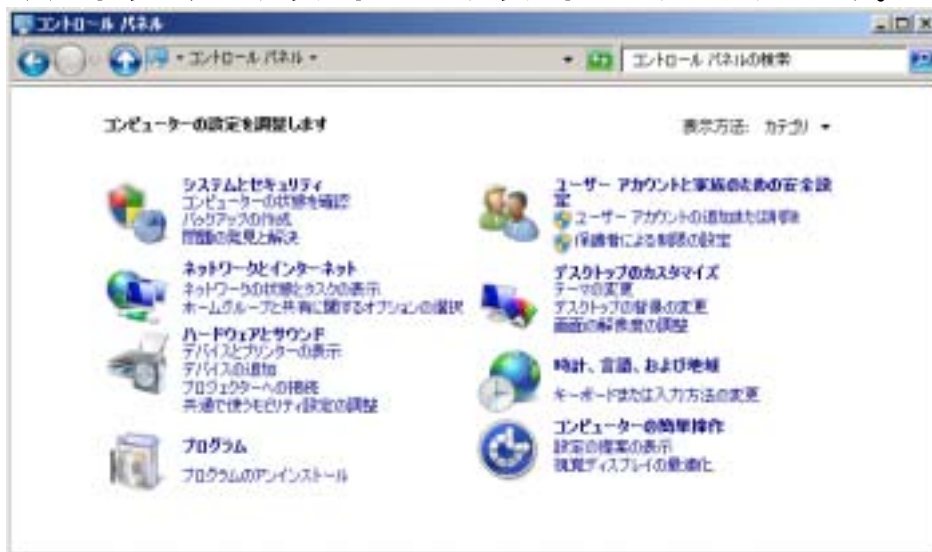 コントロール パネル
コントロール パネル
コントロール パネルの検索
コンピューターの設定を調整します
表示方法: カテゴリ
システムとセキュリティ
コンピューターの状態を確認
バックアップの作成
問題の発見と解決
ネットワークとインターネット
ネットワークの状態とタスクの表示
ホームグループと共有に関するオプションの選択
ハードウェアとサウンド
デバイスとプリンターの表示
デバイスの追加
プロジェクターへの接続
共通で使うモビリティ設定の調整
プログラム
プログラムのアンインストール
ユーザー アカウントと家族のための安全設
定
ユーザー アカウントの追加または削除
保護者による制限の設定
デスクトップのカスタマイズ
テーマの変更
デスクトップの背景の変更
画面の解像度の調整
時計、言語、および地域
キーボードまたは入力方法の変更
コンピューターの簡単操作
設定の提案の表示
視覚ディスプレイの最適化